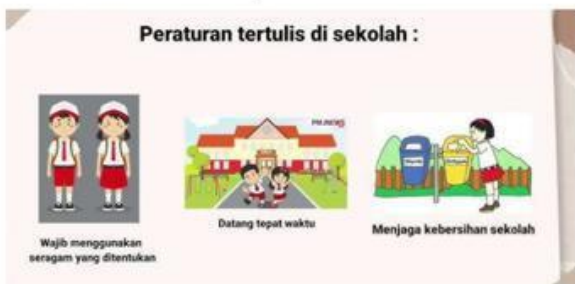 Peraturan tertulis di sekolah :
Wajib menggunakan
seragam yang ditentukan
Datang tepat waktu
Menjaga kebersihan sekolah